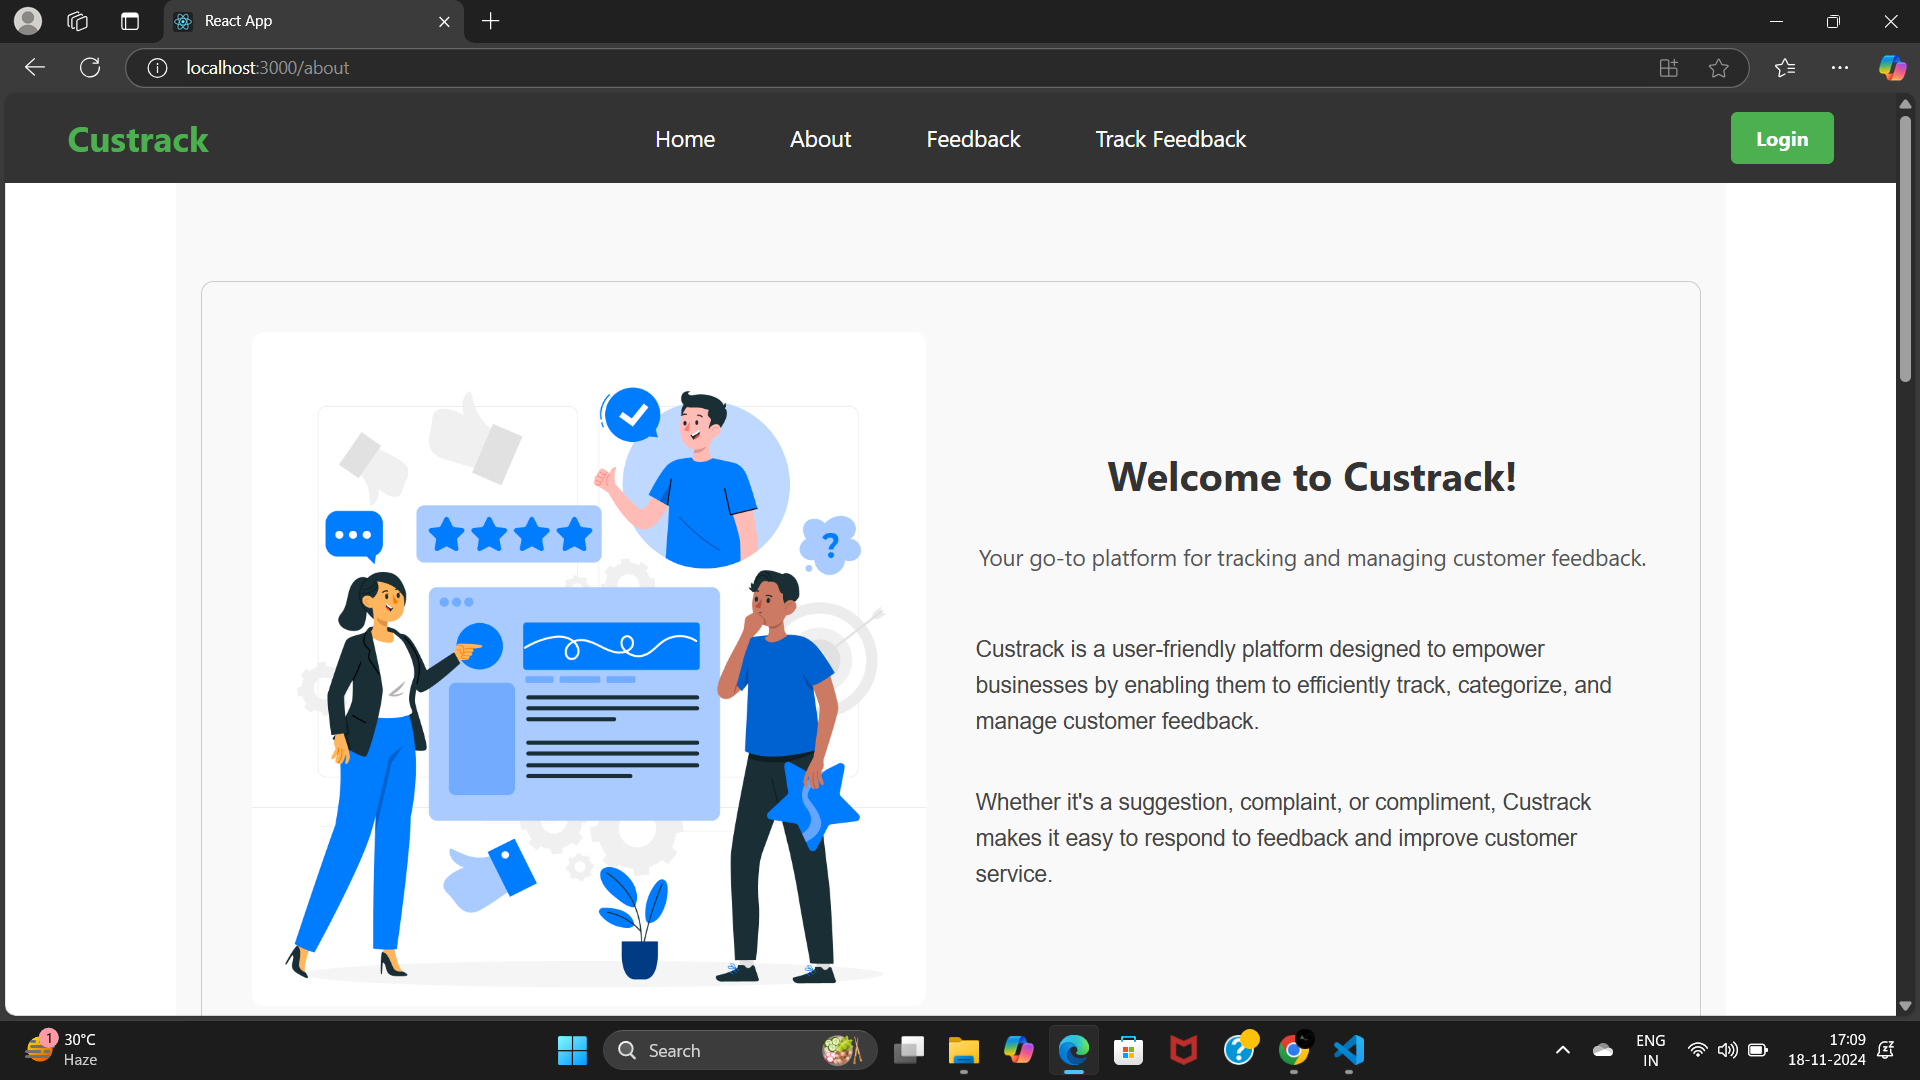 React App
localhost:3000/about
Custrack
Home
About
Feedback
Track Feedback
Login
?
Welcome to Custrack!
Your go-to platform for tracking and managing customer feedback.
Custrack is a user-friendly platform designed to empower
businesses by enabling them to efficiently track, categorize, and
manage customer feedback.
Whether it's a suggestion, complaint, or compliment, Custrack
makes it easy to respond to feedback and improve customer
service.
1
30°C
Haze
Search
?
ENG
IN
17:09
18-11-2024